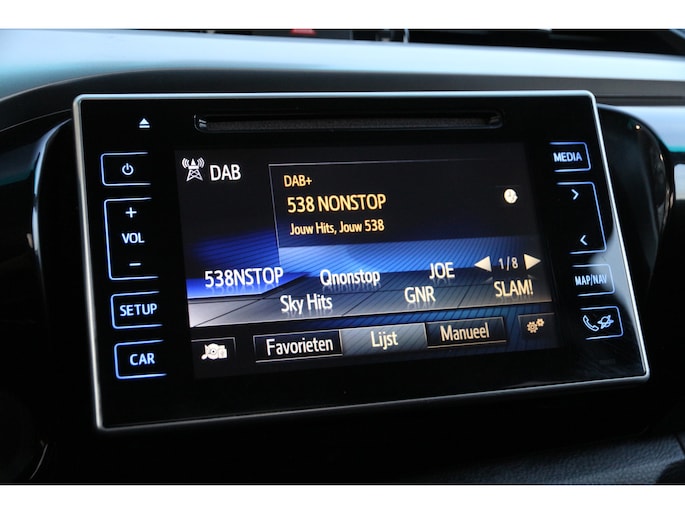 DAB
DAB+
538 NONSTOP
Jouw Hits, Jouw 538
538NSTOP Qnonstop JOE 1/8
Sky Hits GNR SLAM!
Favorieten Lijst Manueel
+
VOL
−
SETUP
CAR
MEDIA
>
<
MAP/NAV